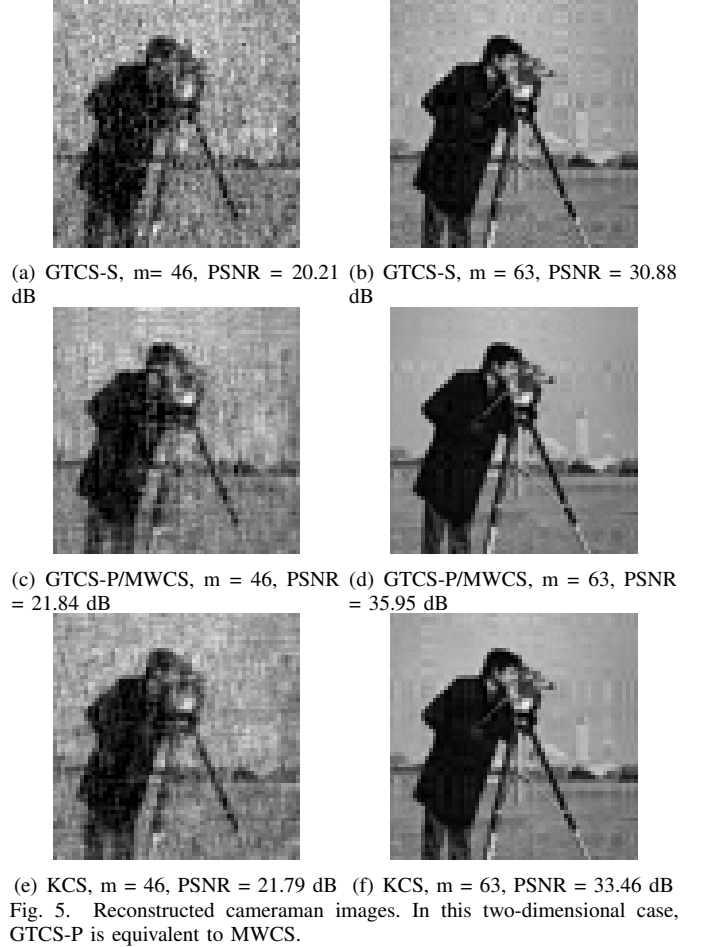 (a) GTCS-S, m= 46, PSNR = 20.21 dB
(b) GTCS-S, m = 63, PSNR = 30.88 dB
(c) GTCS-P/MWCS, m = 46, PSNR = 21.84 dB
(d) GTCS-P/MWCS, m = 63, PSNR = 35.95 dB
(e) KCS, m = 46, PSNR = 21.79 dB
(f) KCS, m = 63, PSNR = 33.46 dB
Fig. 5. Reconstructed cameraman images. In this two-dimensional case,
GTCS-P is equivalent to MWCS.